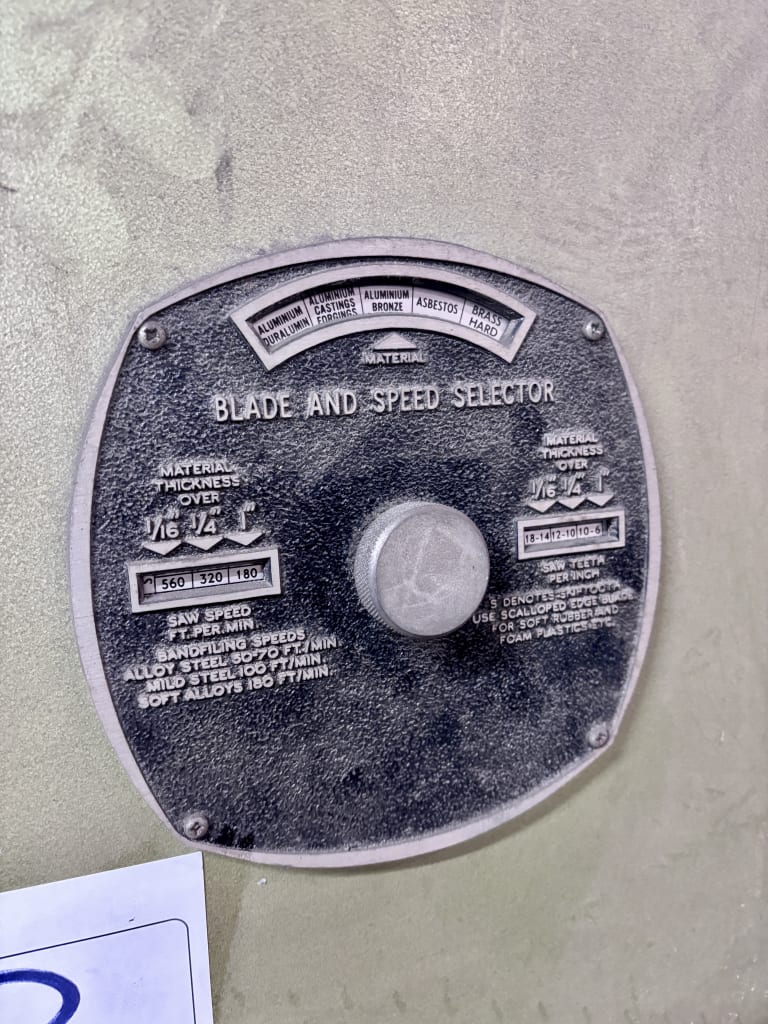 ALUMINIUM
DURALUMIN
ALUMINIUM
CASTINGS
FORGINGS
ALUMINIUM
BRONZE
ASBESTOS
BRASS
HARD
MATERIAL
BLADE AND SPEED SELECTOR
MATERIAL
THICKNESS
OVER
1/16 1/4" 1"
560 320 180
SAW SPEED
FT. PER. MIN.
BANDFILING SPEEDS
ALLOY STEEL 50-70 FT./MIN.
MILD STEEL 100 FT/MIN.
SOFT ALLOYS 180 FT/MIN.
MATERIAL
THICKNESS
OVER
1/16 1/4" 1"
18-14 12-10 10-6
SAW TEETH
PER INCH
'S' DENOTES SKIPTOOTH
USE SCALLOPED EDGE BLADE
FOR SOFT RUBBER AND
FOAM PLASTICS ETC.